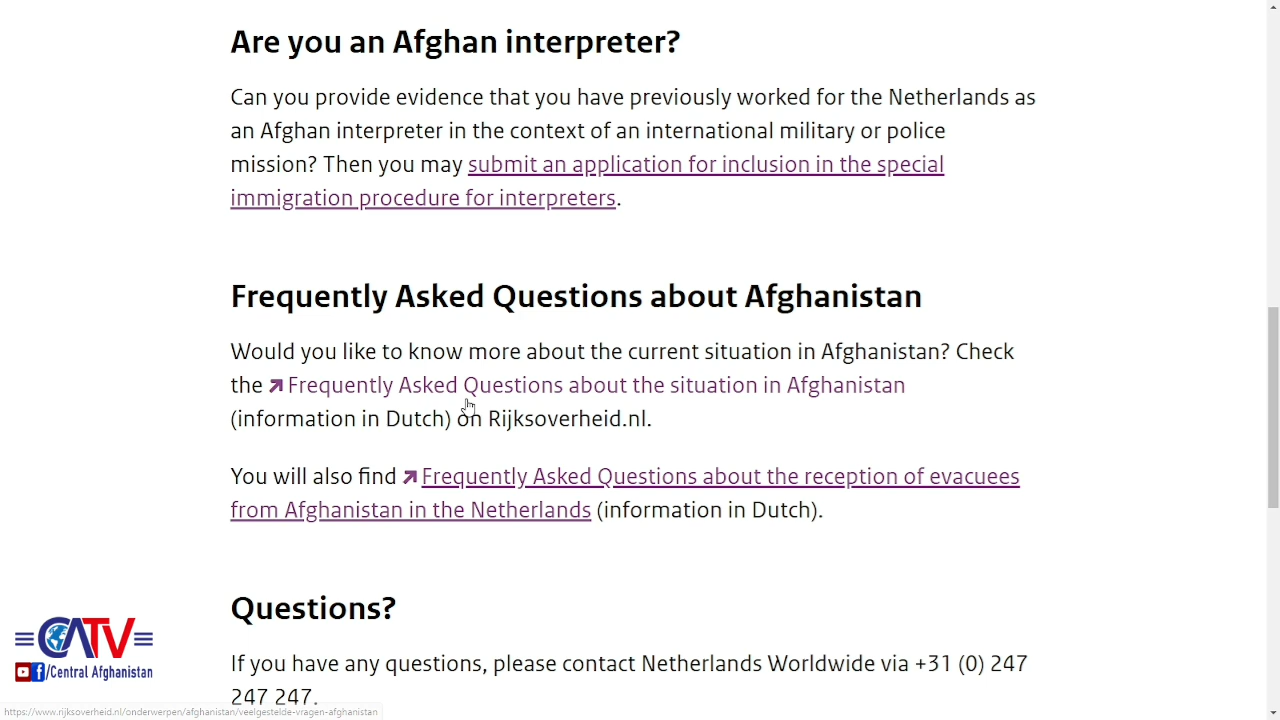 Are you an Afghan interpreter?
Can you provide evidence that you have previously worked for the Netherlands as
an Afghan interpreter in the context of an international military or police
mission? Then you may submit an application for inclusion in the special
immigration procedure for interpreters.
Frequently Asked Questions about Afghanistan
Would you like to know more about the current situation in Afghanistan? Check
the Frequently Asked Questions about the situation in Afghanistan
(information in Dutch) on Rijksoverheid.nl.
You will also find Frequently Asked Questions about the reception of evacuees
from Afghanistan in the Netherlands (information in Dutch).
Questions?
If you have any questions, please contact Netherlands Worldwide via +31 (0) 247
247 247.
CATV
/Central Afghanistan
https://www.rijksoverheid.nl/onderwerpen/afghanistan/veelgestelde-vragen-afghanistan